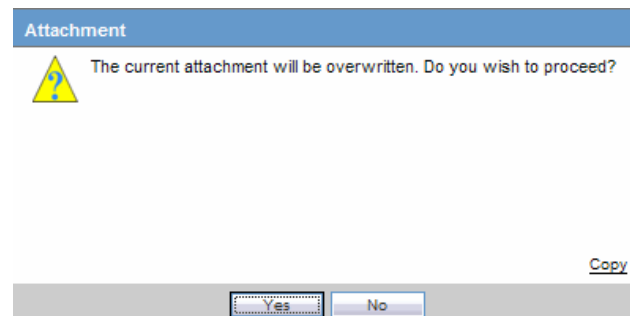 Attachment
The current attachment will be overwritten. Do you wish to proceed?
Copy
Yes No